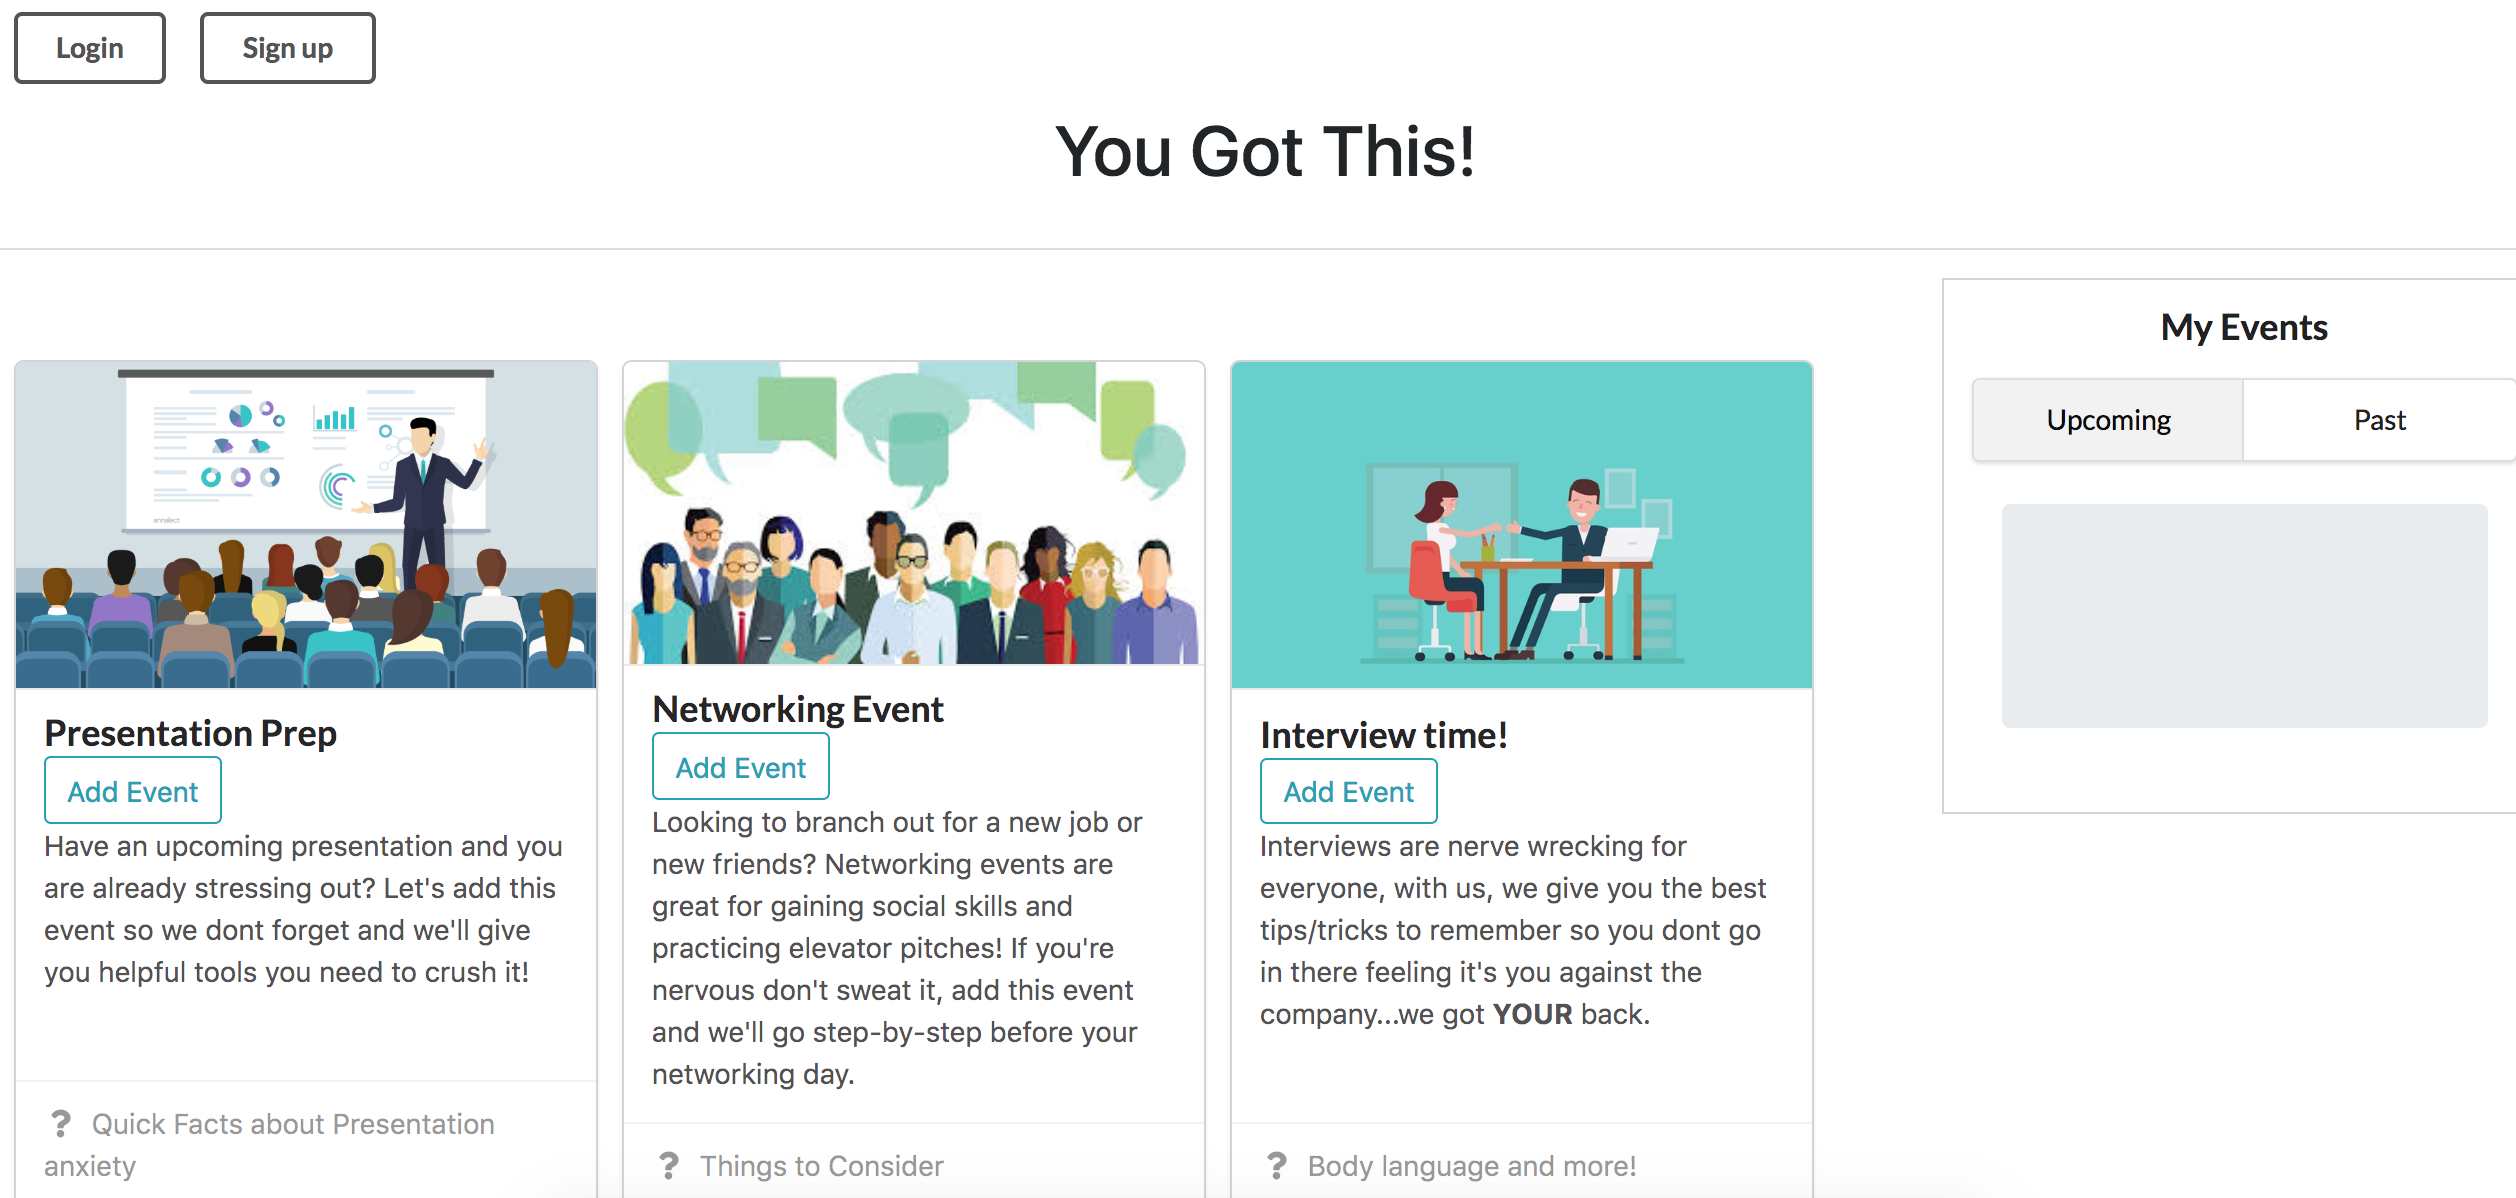 Login
Sign up
You Got This!
My Events
Upcoming
Past
annalect
Presentation Prep
Add Event
Have an upcoming presentation and you
are already stressing out? Let's add this
event so we dont forget and we'll give
you helpful tools you need to crush it!
? Quick Facts about Presentation
anxiety
Networking Event
Add Event
Looking to branch out for a new job or
new friends? Networking events are
great for gaining social skills and
practicing elevator pitches! If you're
nervous don't sweat it, add this event
and we'll go step-by-step before your
networking day.
? Things to Consider
Interview time!
Add Event
Interviews are nerve wrecking for
everyone, with us, we give you the best
tips/tricks to remember so you dont go
in there feeling it's you against the
company...we got YOUR back.
? Body language and more!